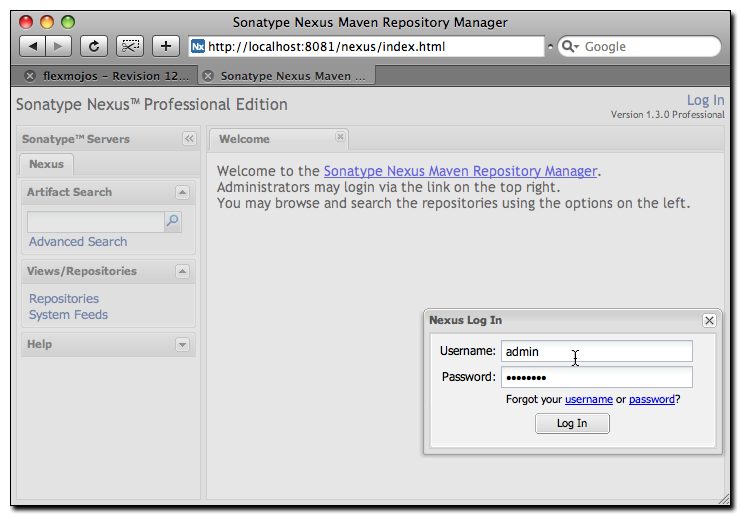 Sonatype Nexus Maven Repository Manager
Nx http://localhost:8081/nexus/index.html
Google
flexmojos – Revision 12...
Sonatype Nexus Maven ...
Sonatype Nexus™ Professional Edition
Log In
Version 1.3.0 Professional
Sonatype™ Servers
Nexus
Artifact Search
Advanced Search
Views/Repositories
Repositories
System Feeds
Help
Welcome
Welcome to the Sonatype Nexus Maven Repository Manager.
Administrators may login via the link on the top right.
You may browse and search the repositories using the options on the left.
Nexus Log In
Username: admin
Password: ••••••••
Forgot your username or password?
Log In